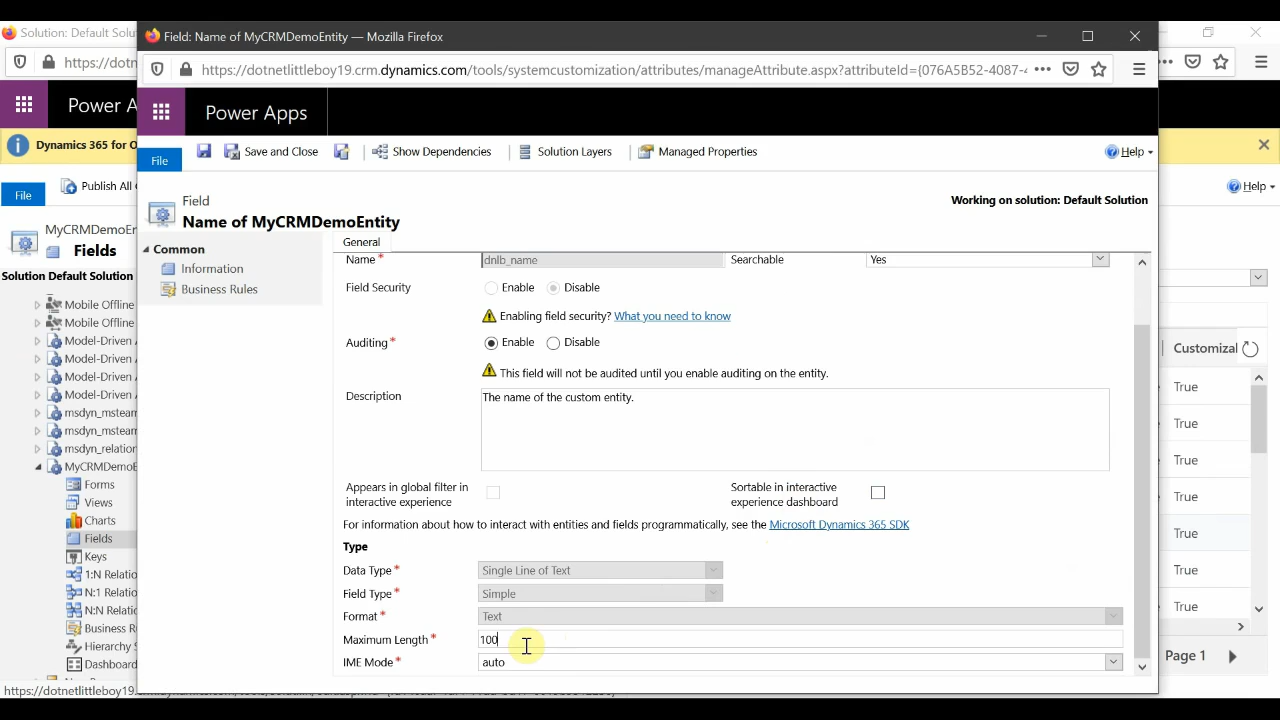 Solution: Default Solu
Field: Name of MyCRMDemoEntity — Mozilla Firefox
https://dotn
https://dotnetlittleboy19.crm.dynamics.com/tools/systemcustomization/attributes/manageAttribute.aspx?attributeId={076A5B52-4087-4
Power A
Power Apps
Dynamics 365 for O
File
Save and Close
Show Dependencies
Solution Layers
Managed Properties
Help
File
Publish All
Help
Field
Name of MyCRMDemoEntity
Working on solution: Default Solution
MyCRMDemoEn
Fields
Solution Default Solution
Common
Information
Business Rules
General
Name* dnlb_name Searchable Yes
Field Security Enable Disable
Enabling field security? What you need to know
Auditing* Enable Disable
This field will not be audited until you enable auditing on the entity.
Description The name of the custom entity.
Appears in global filter in interactive experience
Sortable in interactive experience dashboard
For information about how to interact with entities and fields programmatically, see the Microsoft Dynamics 365 SDK
Type
Data Type* Single Line of Text
Field Type* Simple
Format* Text
Maximum Length* 100
IME Mode* auto
Mobile Offline
Mobile Offline
Model-Driven A
Model-Driven A
Model-Driven A
Model-Driven A
msdyn_msteam
msdyn_msteam
msdyn_relation
MyCRMDemoE
Forms
Views
Charts
Fields
Keys
1:N Relatio
N:1 Relatio
N:N Relatio
Business R
Hierarchy S
Dashboard
Customizal
True
True
True
True
True
True
True
Page 1